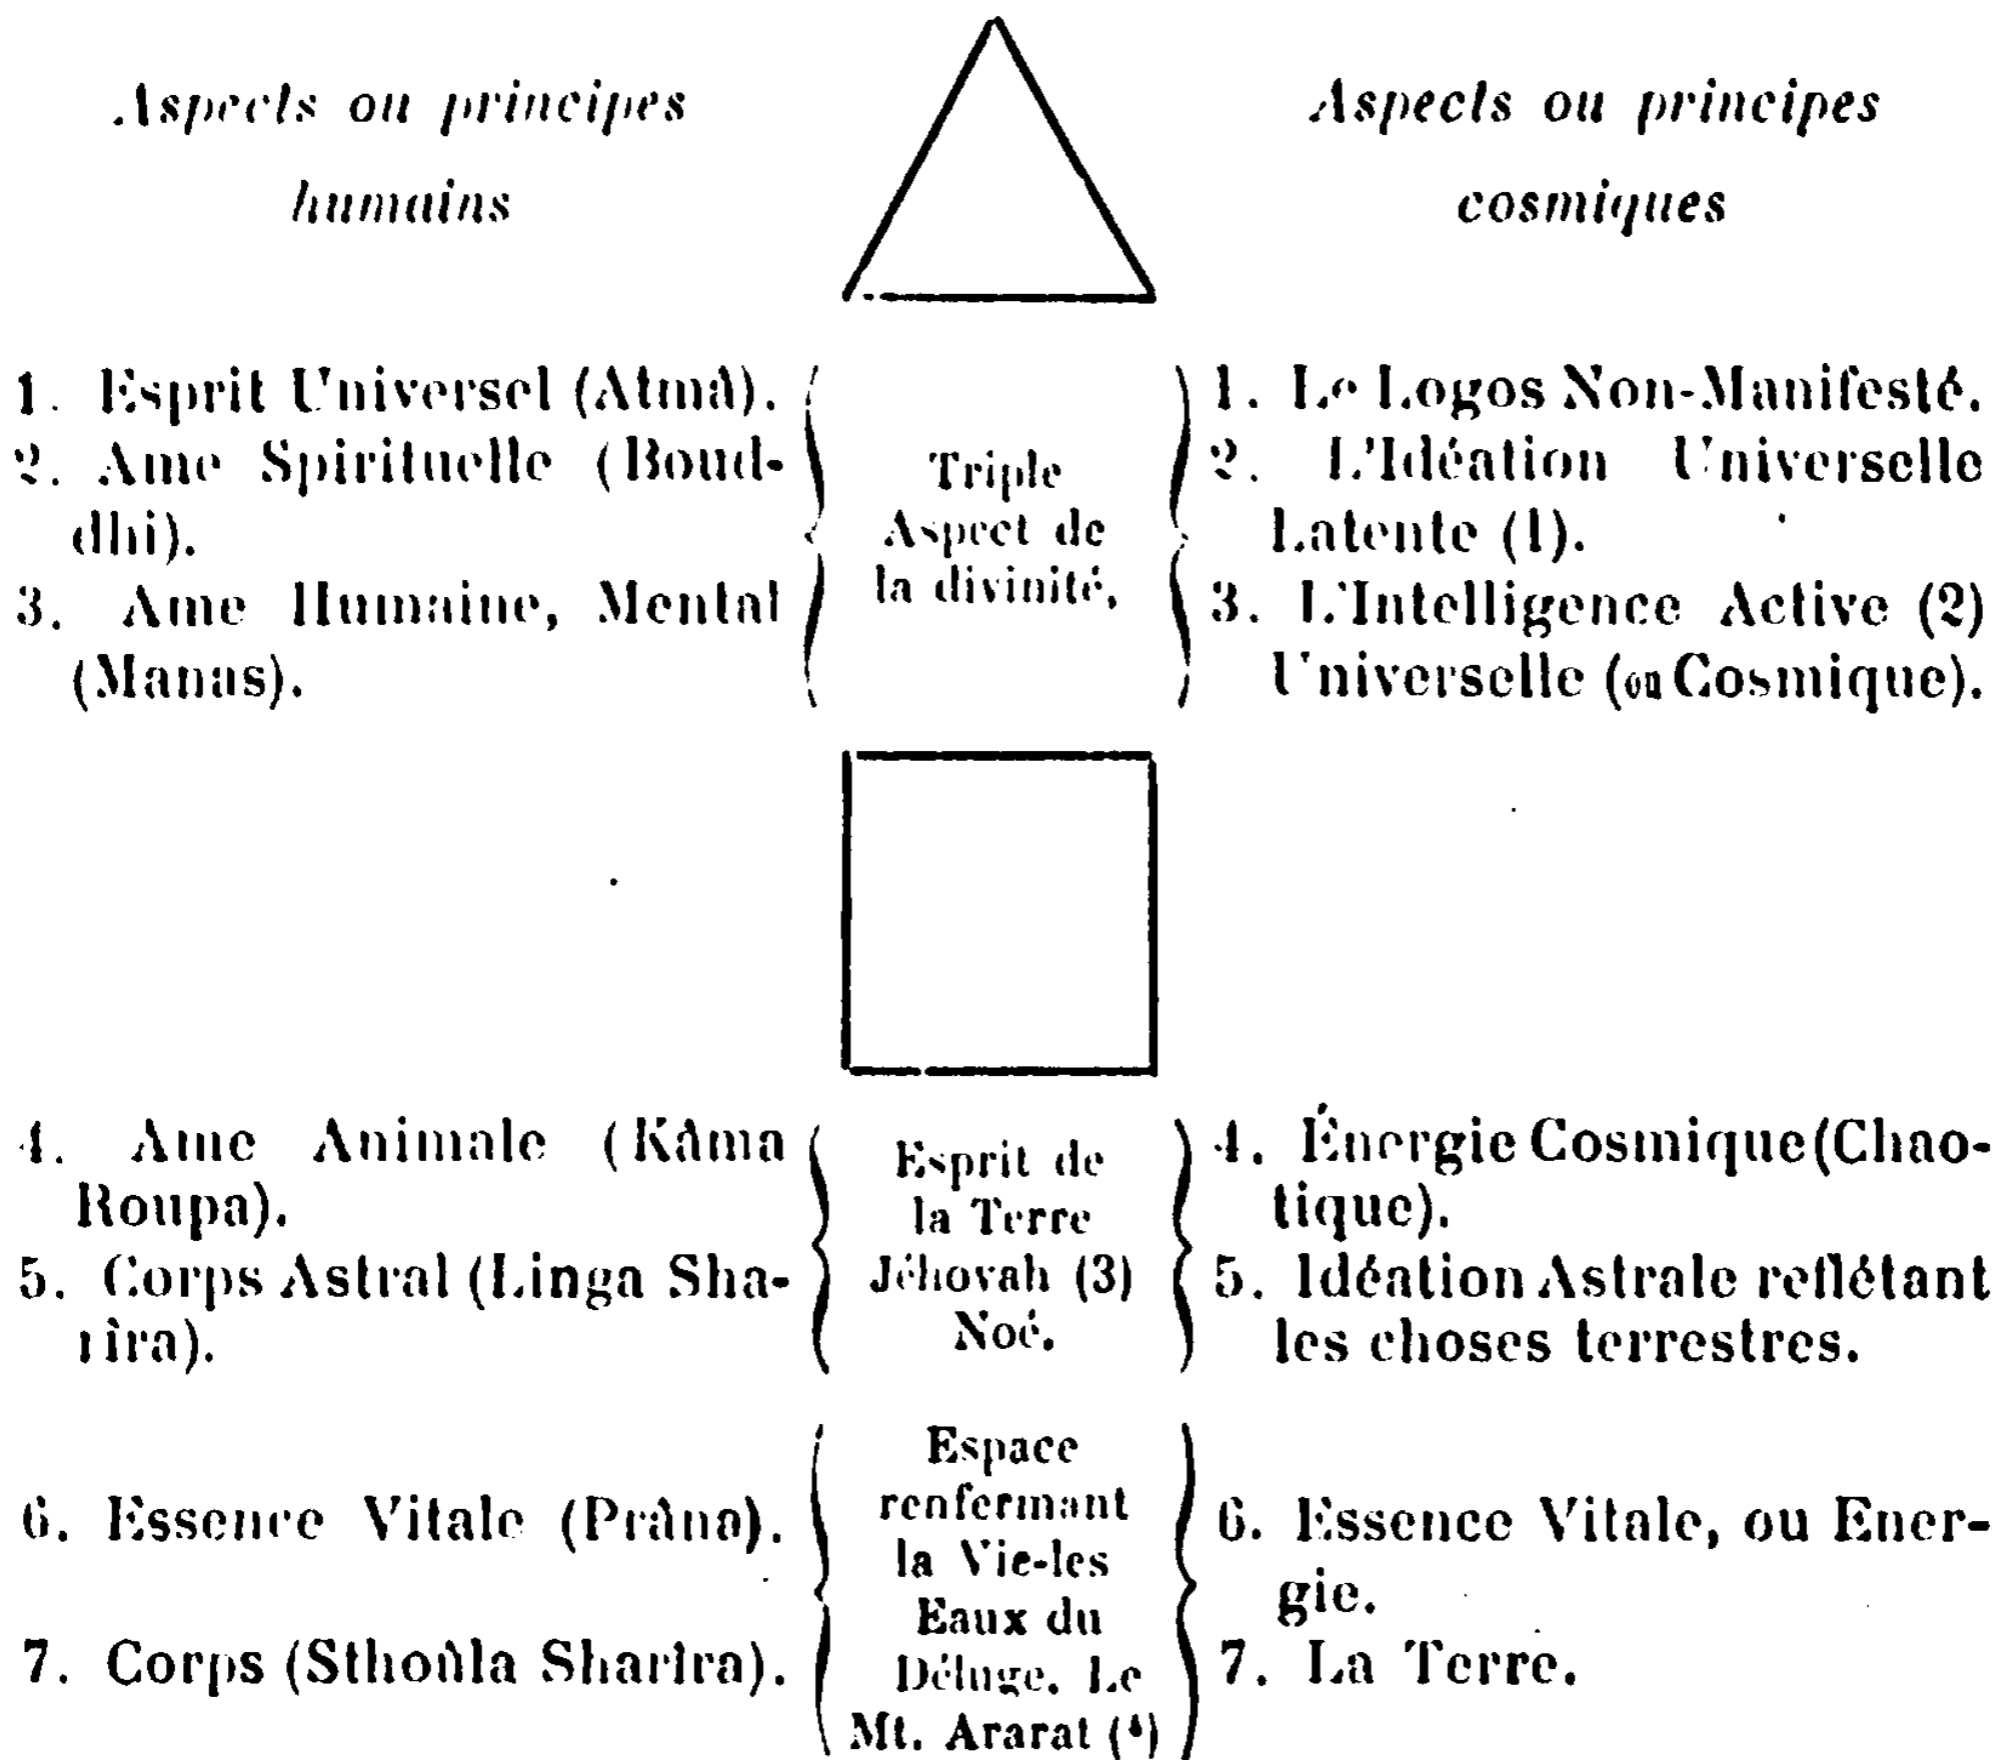 Aspects ou principes
humains
Aspects ou principes
cosmiques
1. Esprit Universel (Atmâ).
2. Ame Spirituelle (Boud-
dhi).
3. Ame Humaine, Mental
(Manas).
Triple
Aspect de
la divinité.
1. Le Logos Non-Manifesté.
2. L'Idéation Universelle
Latente (1).
3. L'Intelligence Active (2)
Universelle (ou Cosmique).
4. Ame Animale (Kâma
Roupa).
5. Corps Astral (Linga Sha-
rîra).
Esprit de
la Terre
Jéhovah (3)
Noé.
4. Énergie Cosmique (Chao-
tique).
5. Idéation Astrale reflétant
les choses terrestres.
6. Essence Vitale (Prâna).
7. Corps (Sthoûla Sharîra).
Espace
renfermant
la Vie-les
Eaux du
Déluge. Le
Mt. Ararat (4)
6. Essence Vitale, ou Ener-
gie.
7. La Terre.